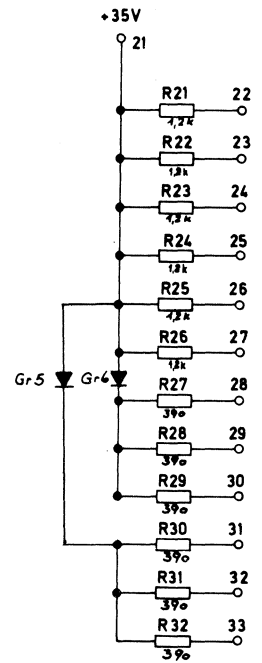 +35V
21
R21 22
1,2k
R22 23
1,2k
R23 24
1,2k
R24 25
1,2k
R25 26
1,2k
R26 27
1,2k
Gr5 Gr6
R27 28
390
R28 29
390
R29 30
390
R30 31
390
R31 32
390
R32 33
390